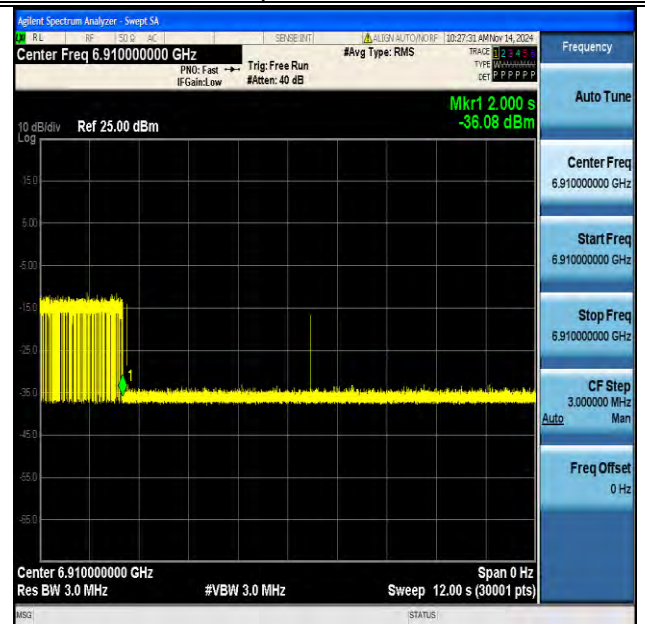 Agilent Spectrum Analyzer - Swept SA
RL RF 50 Ω AC SENSE:INT ALIGN AUTO/NO RF 10:27:31 AM Nov 14, 2024
Center Freq 6.910000000 GHz #Avg Type: RMS TRACE 1 2 3 4 5 6
PNO: Fast Trig: Free Run TYPE
IFGain:Low #Atten: 40 dB DET P P P P P P
Frequency
Auto Tune
Mkr1 2.000 s
-36.08 dBm
10 dB/div Ref 25.00 dBm
Log
15.0
5.00
-5.00
-15.0
-25.0
-35.0
-45.0
-55.0
-65.0
1
Center Freq
6.910000000 GHz
Start Freq
6.910000000 GHz
Stop Freq
6.910000000 GHz
CF Step
3.000000 MHz
Auto Man
Freq Offset
0 Hz
Center 6.910000000 GHz Span 0 Hz
Res BW 3.0 MHz #VBW 3.0 MHz Sweep 12.00 s (30001 pts)
MSG STATUS